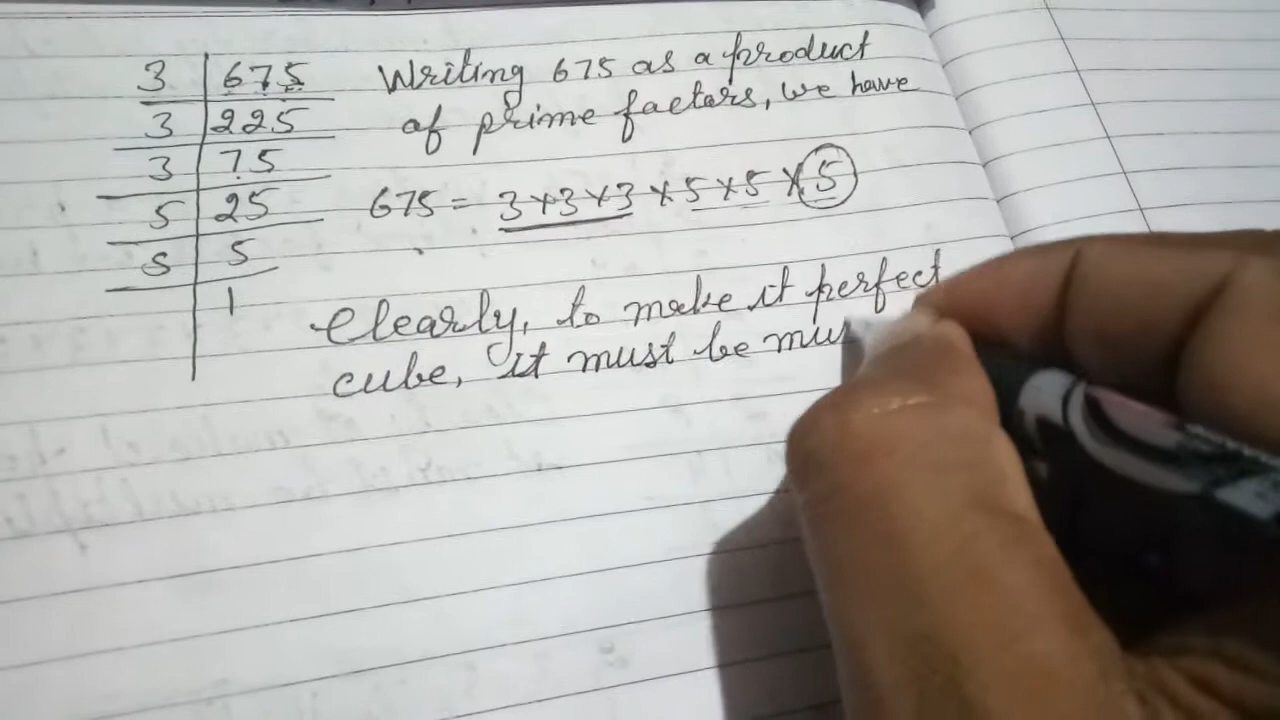 3 | 675
3 | 225
3 | 75
5 | 25
5 | 5
1
Writing 675 as a product
of prime factors, we have
675 = 3×3×3 × 5×5 × 5
Clearly, to make it perfect
cube, it must be mu